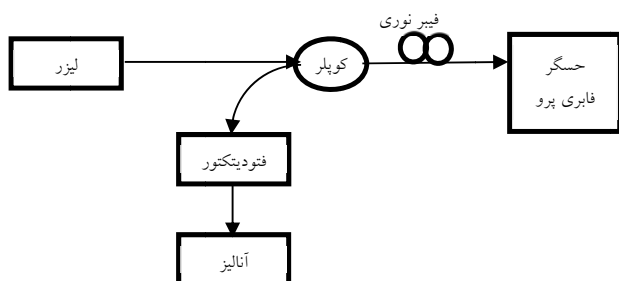 فیبر نوری
لیزر
کوپلر
حسگر
فابری پرو
فتودیتکتور
آنالیز